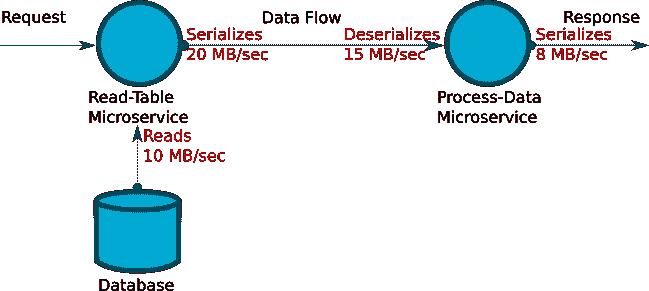 Request
Data Flow
Response
Serializes
20 MB/sec
Deserializes
15 MB/sec
Serializes
8 MB/sec
Read-Table
Microservice
Process-Data
Microservice
Reads
10 MB/sec
Database